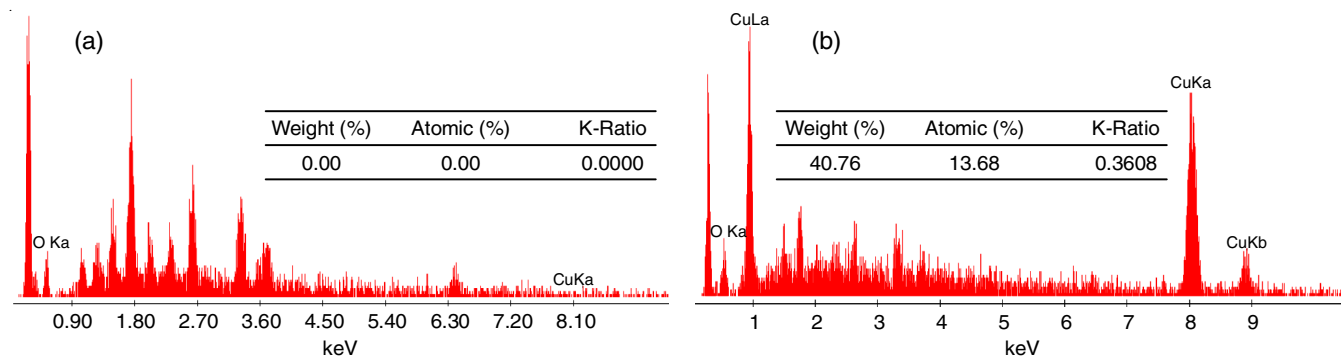 (a)
O Ka
CuKa
Weight (%) Atomic (%) K-Ratio
0.00 0.00 0.0000
0.90 1.80 2.70 3.60 4.50 5.40 6.30 7.20 8.10
keV
(b)
CuLa
O Ka
CuKa
CuKb
Weight (%) Atomic (%) K-Ratio
40.76 13.68 0.3608
1 2 3 4 5 6 7 8 9
keV